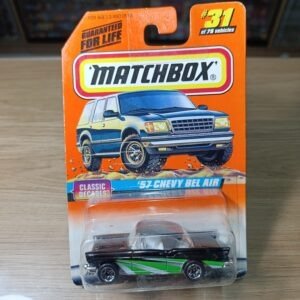 GUARANTEED
FOR LIFE
#31
of 75 vehicles
MATCHBOX
®
CLASSIC
DECADES
'57 CHEVY BEL AIR